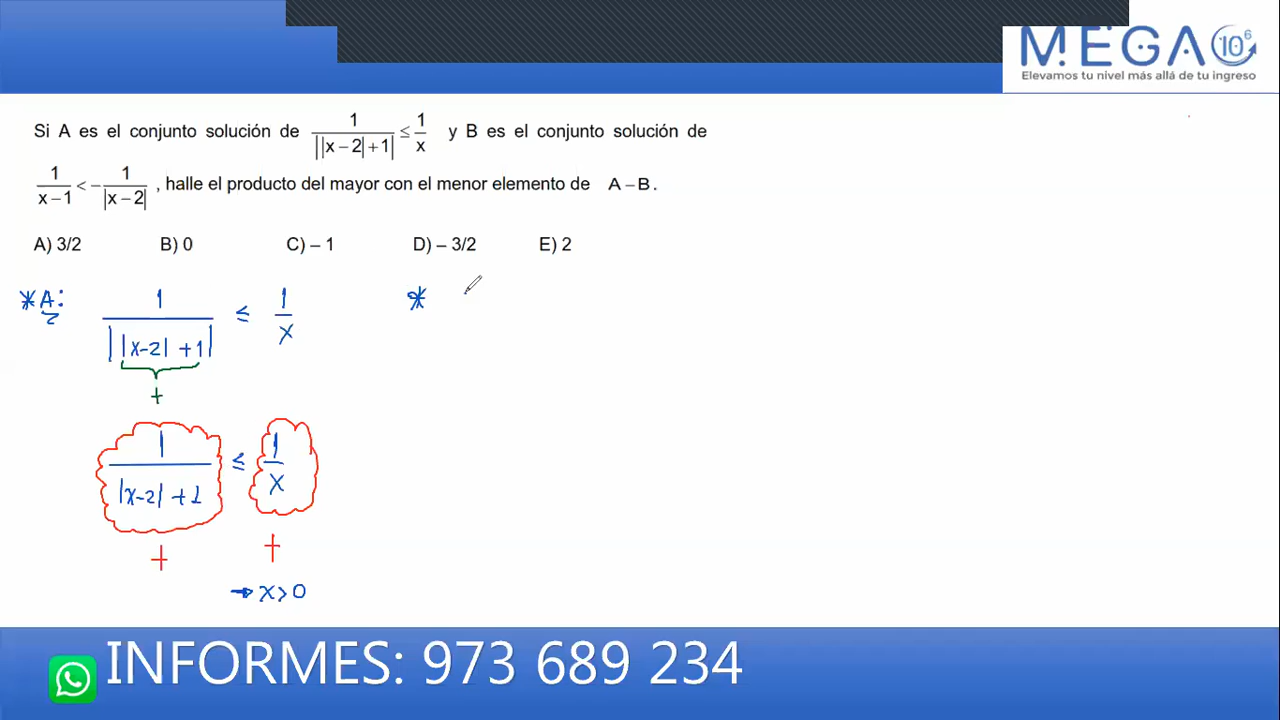 MEGA 10⁶
Elevamos tu nivel más allá de tu ingreso
Si A es el conjunto solución de 1/||x – 2| + 1| ≤ 1/x y B es el conjunto solución de
1/(x – 1) < – 1/|x – 2| , halle el producto del mayor con el menor elemento de A – B.
A) 3/2 B) 0 C) – 1 D) – 3/2 E) 2
*A: 1/||x-2| + 1| ≤ 1/x *
+
1/(|x-2| + 1) ≤ 1/x
+ +
→ x > 0
INFORMES: 973 689 234